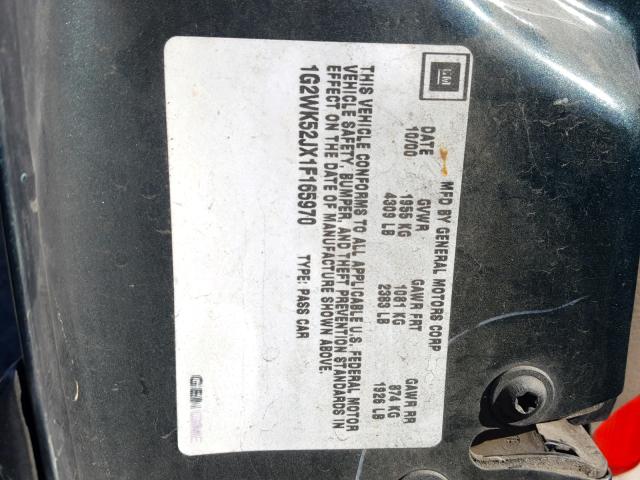 GM
MFD BY GENERAL MOTORS CORP
DATE GVWR GAWR FRT GAWR RR
10/00 1955 KG 1081 KG 874 KG
4309 LB 2383 LB 1926 LB
THIS VEHICLE CONFORMS TO ALL APPLICABLE U.S. FEDERAL MOTOR
VEHICLE SAFETY, BUMPER, AND THEFT PREVENTION STANDARDS IN
EFFECT ON THE DATE OF MANUFACTURE SHOWN ABOVE.
1G2WK52JX1F165970 TYPE: PASS CAR